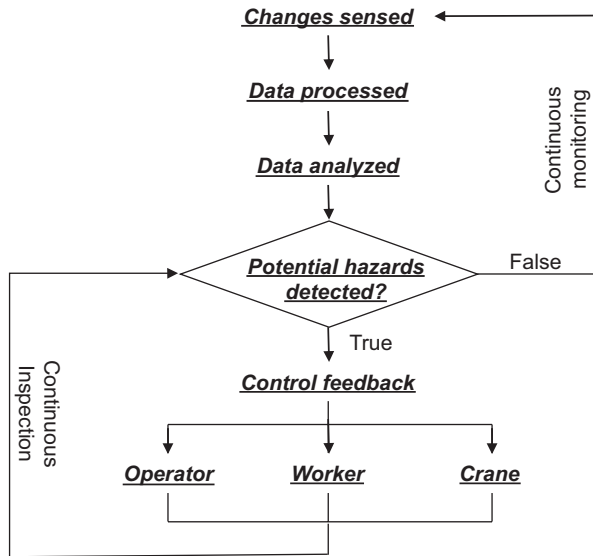 Changes sensed
Data processed
Continuous
monitoring
Data analyzed
Potential hazards
detected?
False
True
Continuous
Inspection
Control feedback
Operator
Worker
Crane